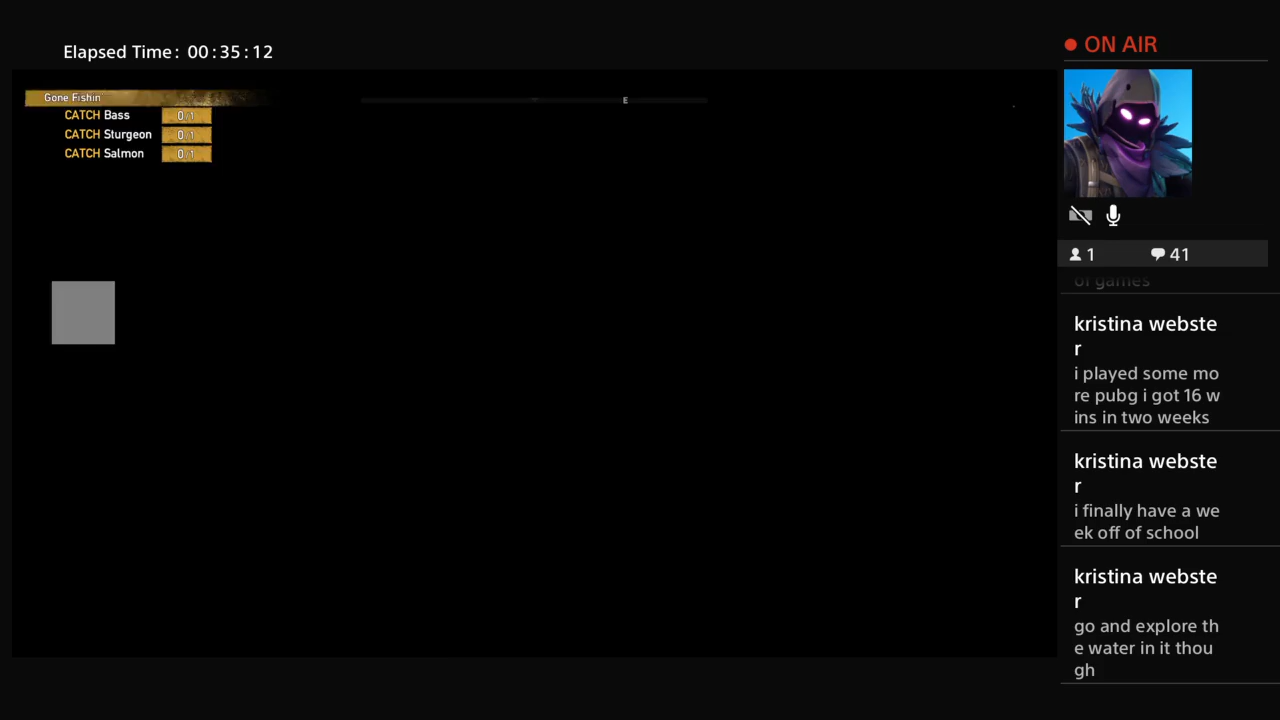 Elapsed Time: 00:35:12
Gone Fishin
CATCH Bass 0/1
CATCH Sturgeon 0/1
CATCH Salmon 0/1
E
ON AIR
1 41
of games
kristina webste
r
i played some mo
re pubg i got 16 w
ins in two weeks
kristina webste
r
i finally have a we
ek off of school
kristina webste
r
go and explore th
e water in it thou
gh